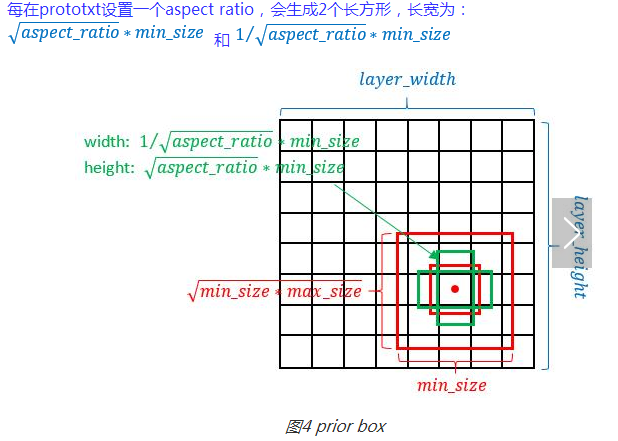 每在prototxt设置一个aspect ratio，会生成2个长方形，长宽为：
√aspect_ratio * min_size 和 1/√aspect_ratio * min_size
layer_width
width: 1/√aspect_ratio * min_size
height: √aspect_ratio * min_size
layer_height
√min_size * max_size
min_size
图4 prior box